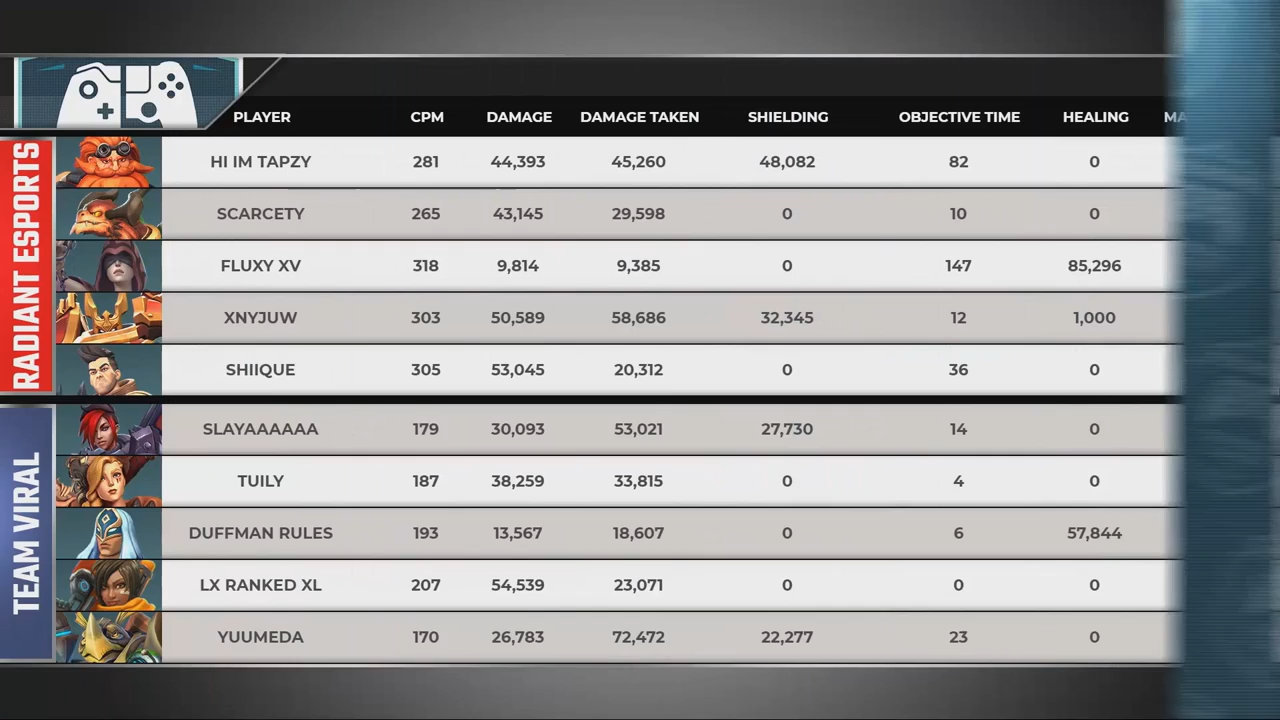 PLAYER CPM DAMAGE DAMAGE TAKEN SHIELDING OBJECTIVE TIME HEALING
RADIANT ESPORTS
HI IM TAPZY 281 44,393 45,260 48,082 82 0
SCARCETY 265 43,145 29,598 0 10 0
FLUXY XV 318 9,814 9,385 0 147 85,296
XNYJUW 303 50,589 58,686 32,345 12 1,000
SHIIQUE 305 53,045 20,312 0 36 0
TEAM VIRAL
SLAYAAAAAA 179 30,093 53,021 27,730 14 0
TUILY 187 38,259 33,815 0 4 0
DUFFMAN RULES 193 13,567 18,607 0 6 57,844
LX RANKED XL 207 54,539 23,071 0 0 0
YUUMEDA 170 26,783 72,472 22,277 23 0